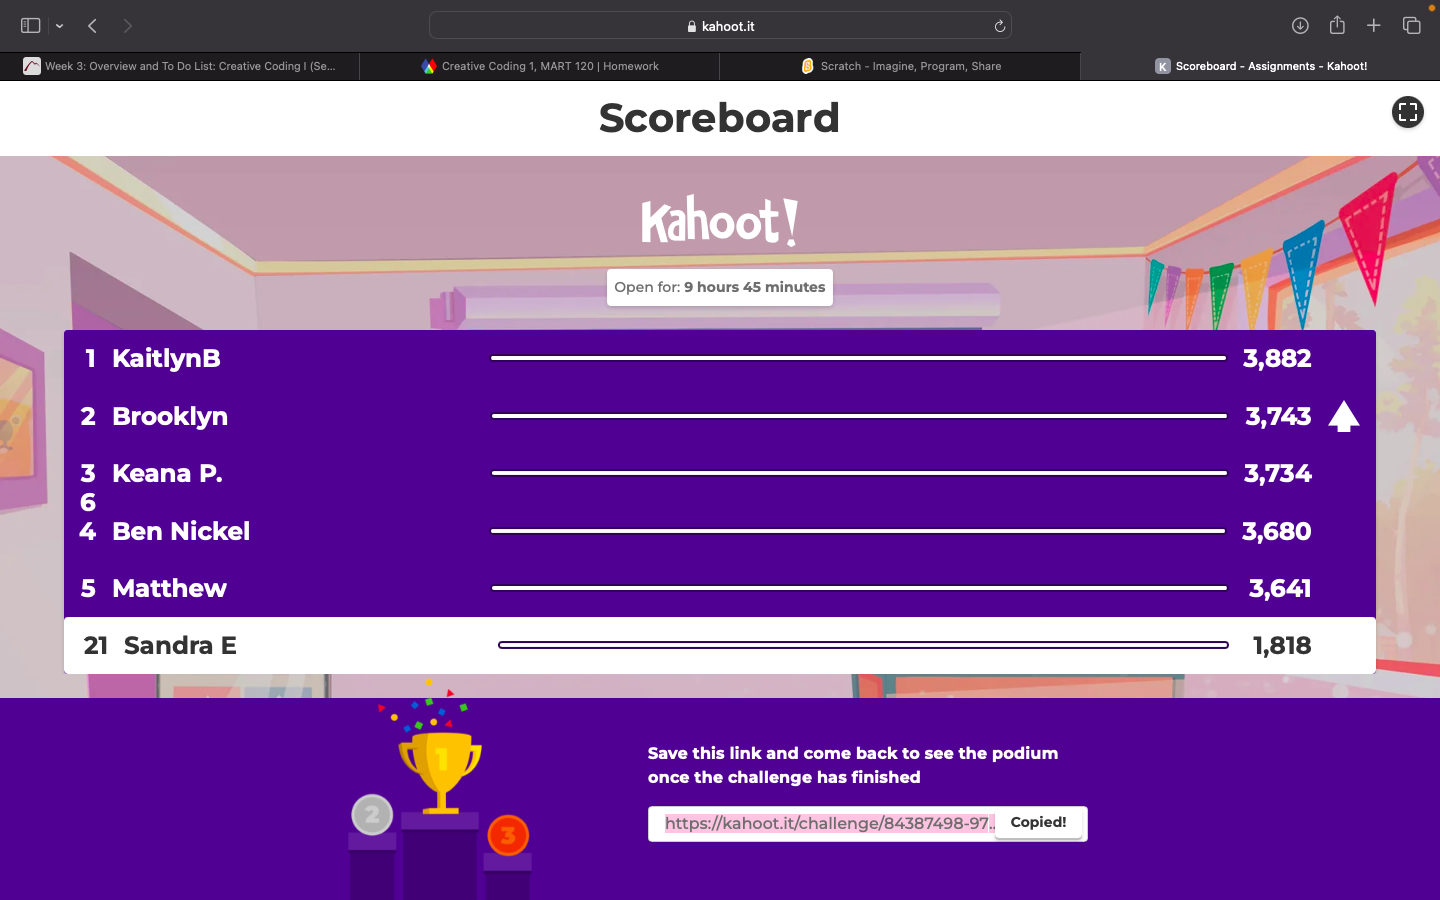 kahoot.it
Week 3: Overview and To Do List: Creative Coding I (Se...
Creative Coding 1, MART 120 | Homework
Scratch - Imagine, Program, Share
K Scoreboard - Assignments - Kahoot!
Scoreboard
Kahoot!
Open for: 9 hours 45 minutes
1 KaitlynB 3,882
2 Brooklyn 3,743
3 Keana P. 3,734
6
4 Ben Nickel 3,680
5 Matthew 3,641
21 Sandra E 1,818
1
2
3
Save this link and come back to see the podium
once the challenge has finished
https://kahoot.it/challenge/84387498-97... Copied!